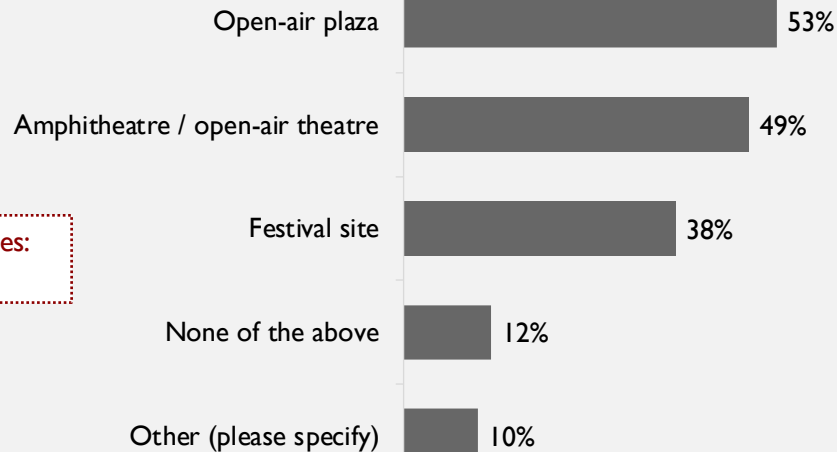 Open-air plaza 53%
Amphitheatre / open-air theatre 49%
es:
Festival site 38%
None of the above 12%
Other (please specify) 10%